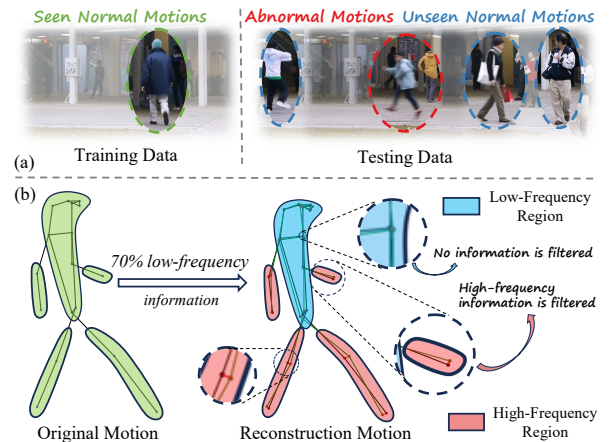 Seen Normal Motions
Abnormal Motions Unseen Normal Motions
(a)
Training Data
Testing Data
(b)
Low-Frequency
Region
70% low-frequency
information
No information is filtered
High-frequency
information is filtered
Original Motion
Reconstruction Motion
High-Frequency
Region